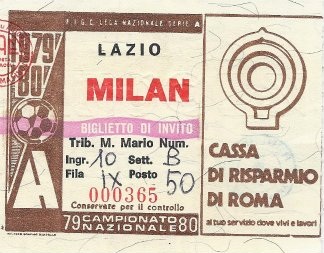 F.I.G.C. LEGA NAZIONALE SERIE A
1979
80
LAZIO
MILAN
BIGLIETTO DI INVITO
Trib. M. Mario Num.
Ingr. 10 Sett. B
Fila IX Posto 50
000365
Conservate per il controllo
A
79 CAMPIONATO 80
NAZIONALE
CASSA
DI RISPARMIO
DI ROMA
al tuo servizio dove vivi e lavori